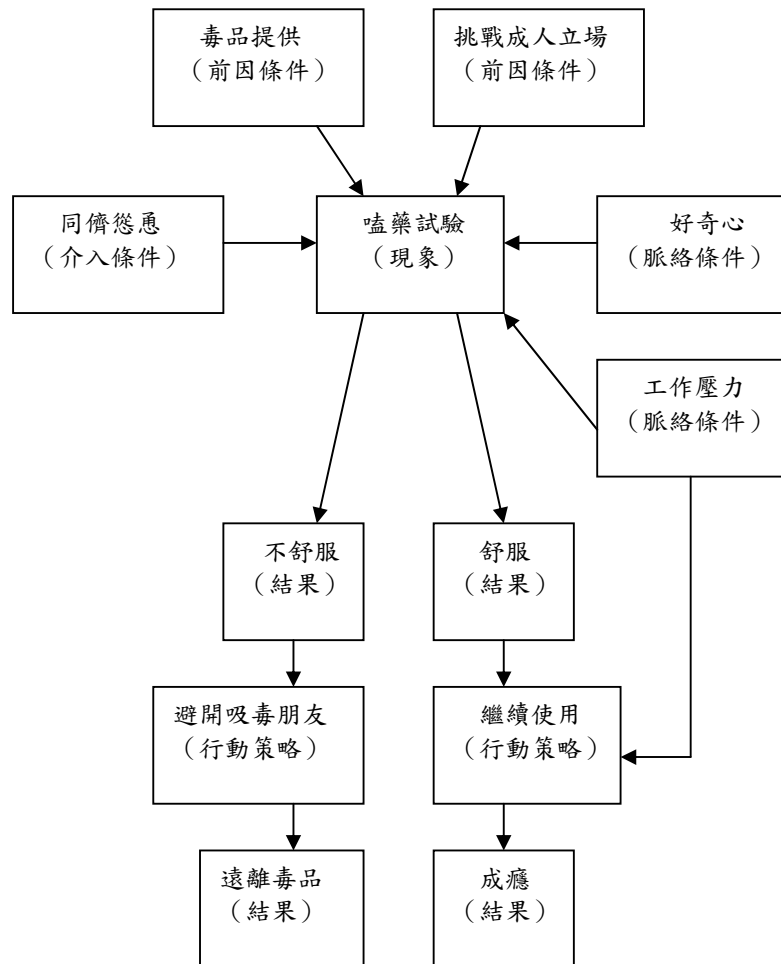 毒品提供
（前因條件）
挑戰成人立場
（前因條件）
同儕慫恿
（介入條件）
嗑藥試驗
（現象）
好奇心
（脈絡條件）
工作壓力
（脈絡條件）
不舒服
（結果）
舒服
（結果）
避開吸毒朋友
（行動策略）
繼續使用
（行動策略）
遠離毒品
（結果）
成癮
（結果）